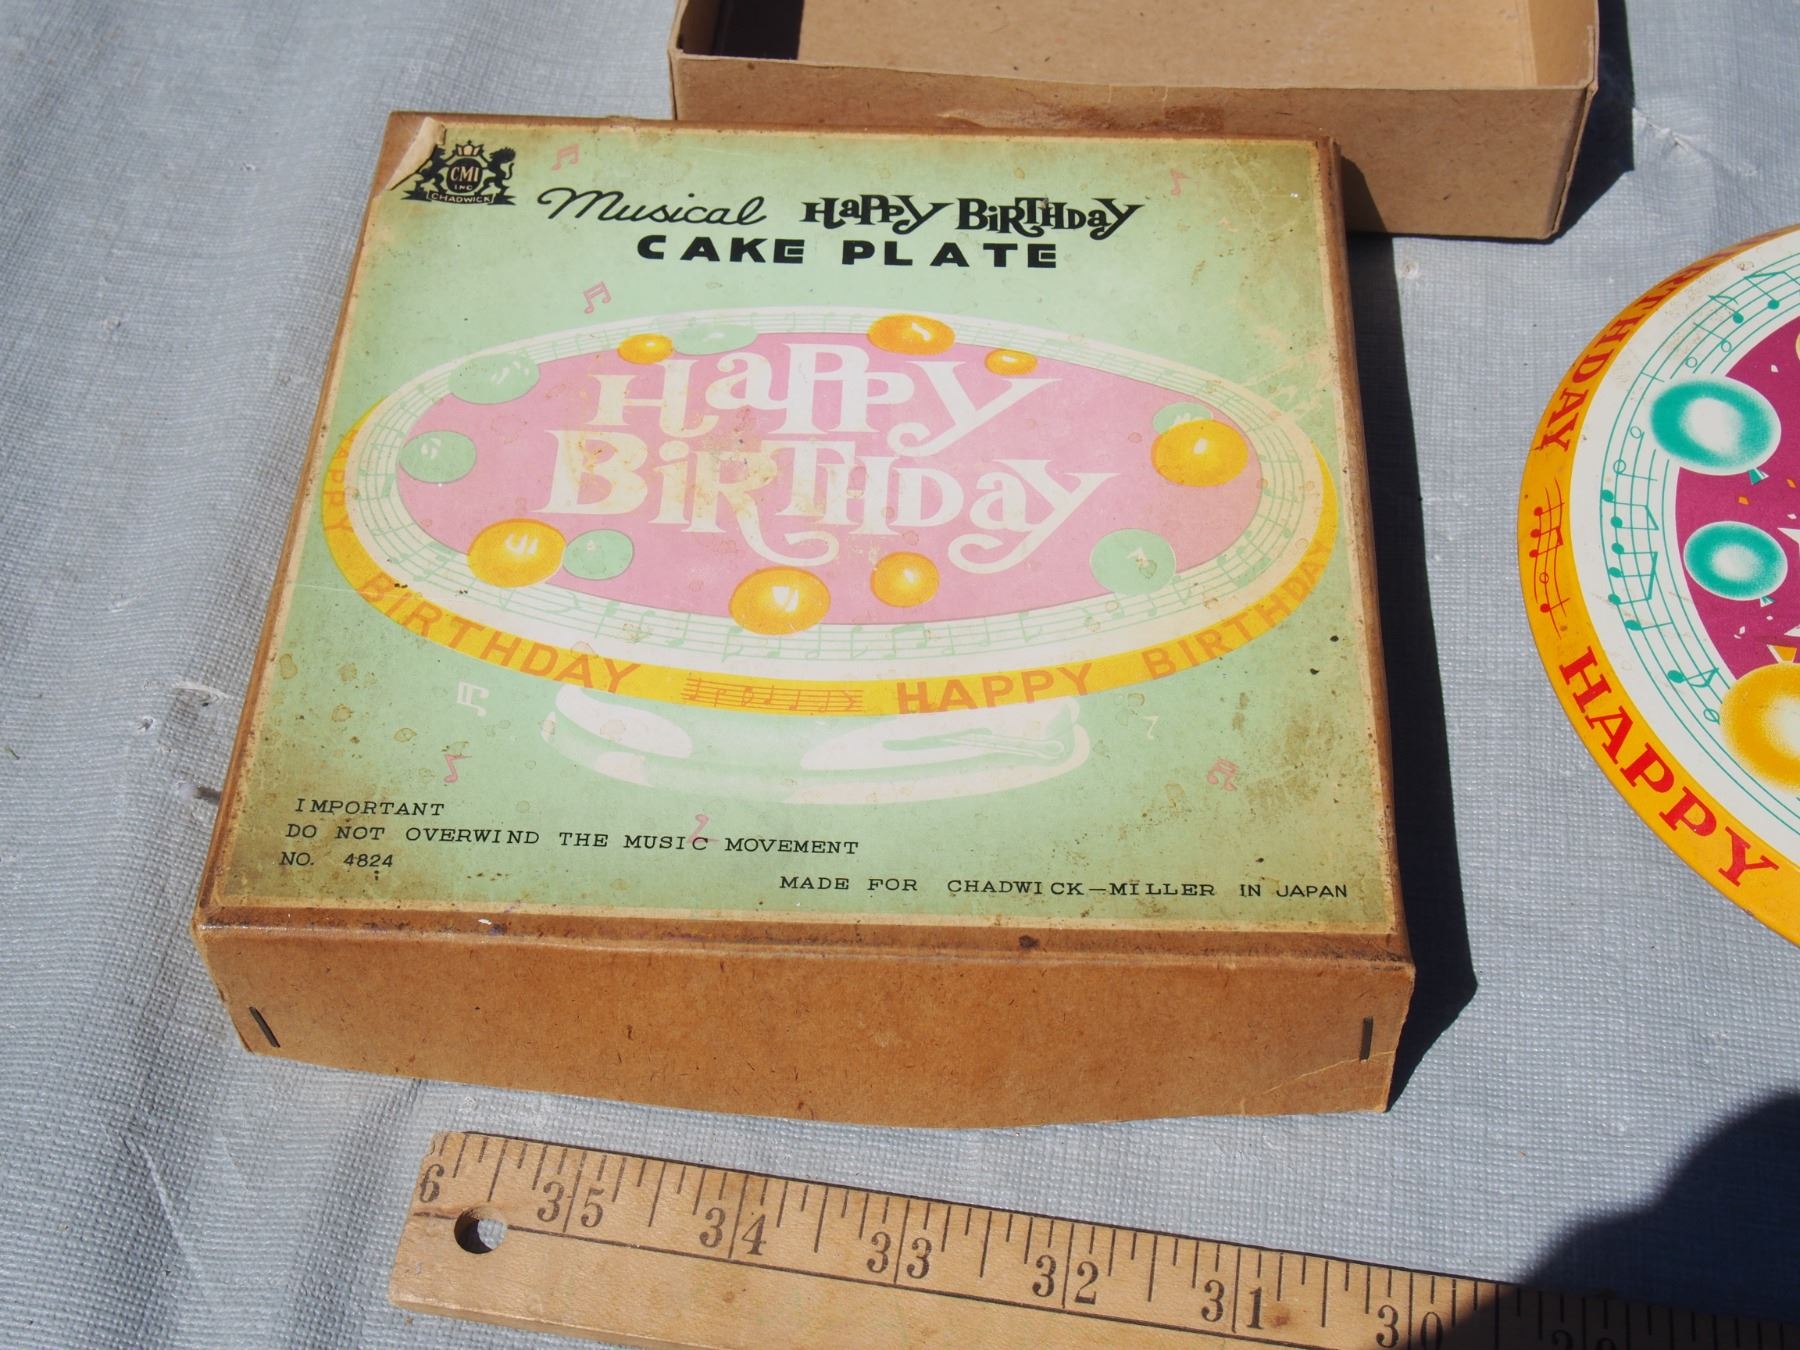 CMI
INC
CHADWICK
Musical HaPPy BiRTHDay
CAKE PLATE
HaPPy
BiRTHDay
HAPPY BIRTHDAY HAPPY BIRTHDAY
IMPORTANT
DO NOT OVERWIND THE MUSIC MOVEMENT
NO. 4824
MADE FOR CHADWICK-MILLER IN JAPAN
BIRTHDAY
HAPPY
6 35 34 33 32 31 30 29